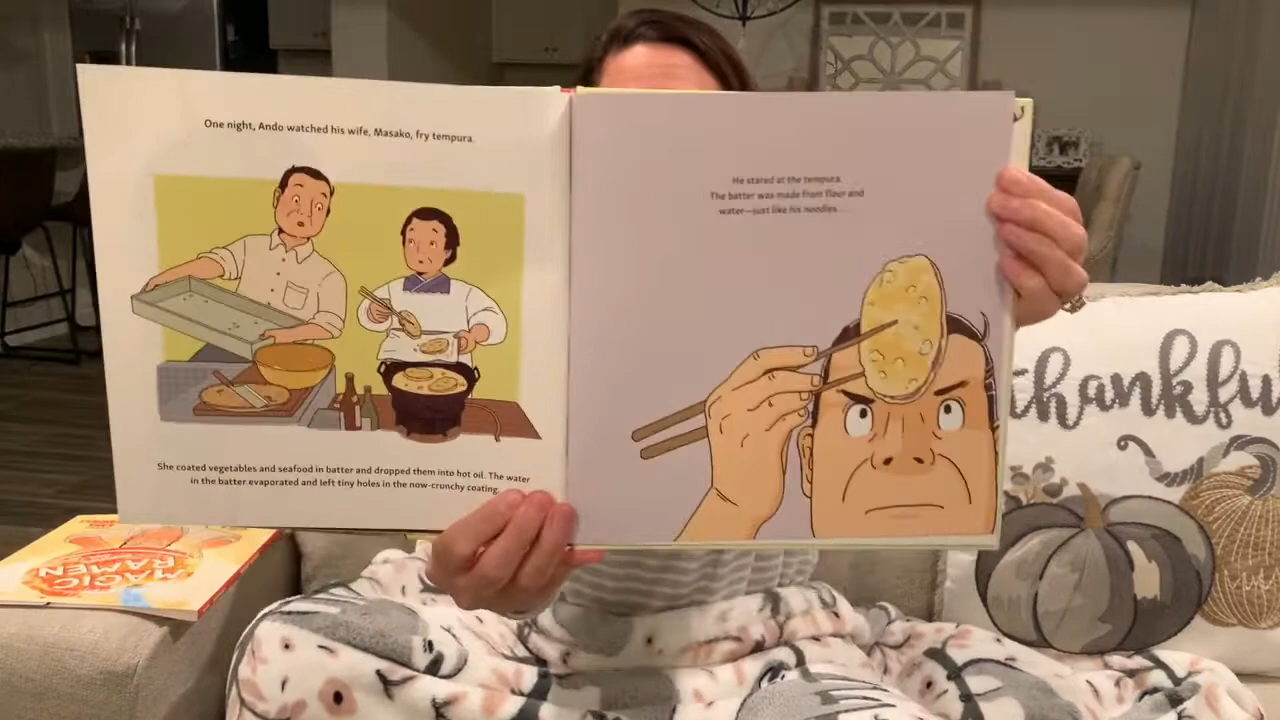 One night, Ando watched his wife, Masako, fry tempura.
She coated vegetables and seafood in batter and dropped them into hot oil. The water
in the batter evaporated and left tiny holes in the now-crunchy coating.
He stared at the tempura.
The batter was made from flour and
water—just like his noodles . . .
thankful
MAGIC
RAMEN